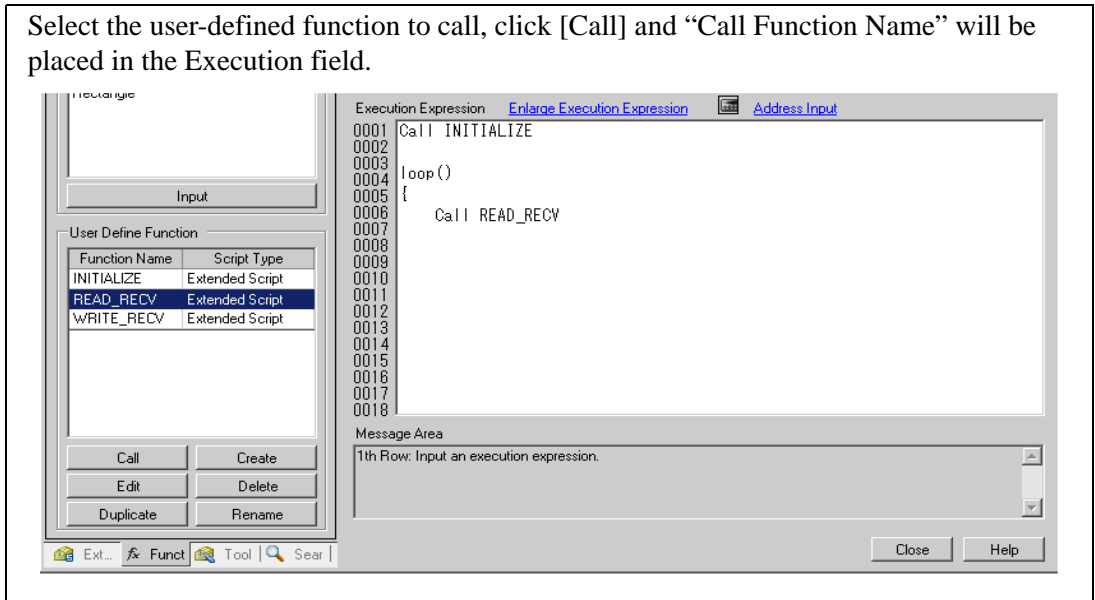 Select the user-defined function to call, click [Call] and “Call Function Name” will be
placed in the Execution field.
Rectangle
Input
User Define Function
Function Name Script Type
INITIALIZE Extended Script
READ_RECV Extended Script
WRITE_RECV Extended Script
Call Create
Edit Delete
Duplicate Rename
Ext... fx Funct Tool Sear
Execution Expression Enlarge Execution Expression Address Input
0001 Call INITIALIZE
0002
0003
0004 loop()
0005 {
0006 Call READ_RECV
0007
0008
0009
0010
0011
0012
0013
0014
0015
0016
0017
0018
Message Area
1th Row: Input an execution expression.
Close Help